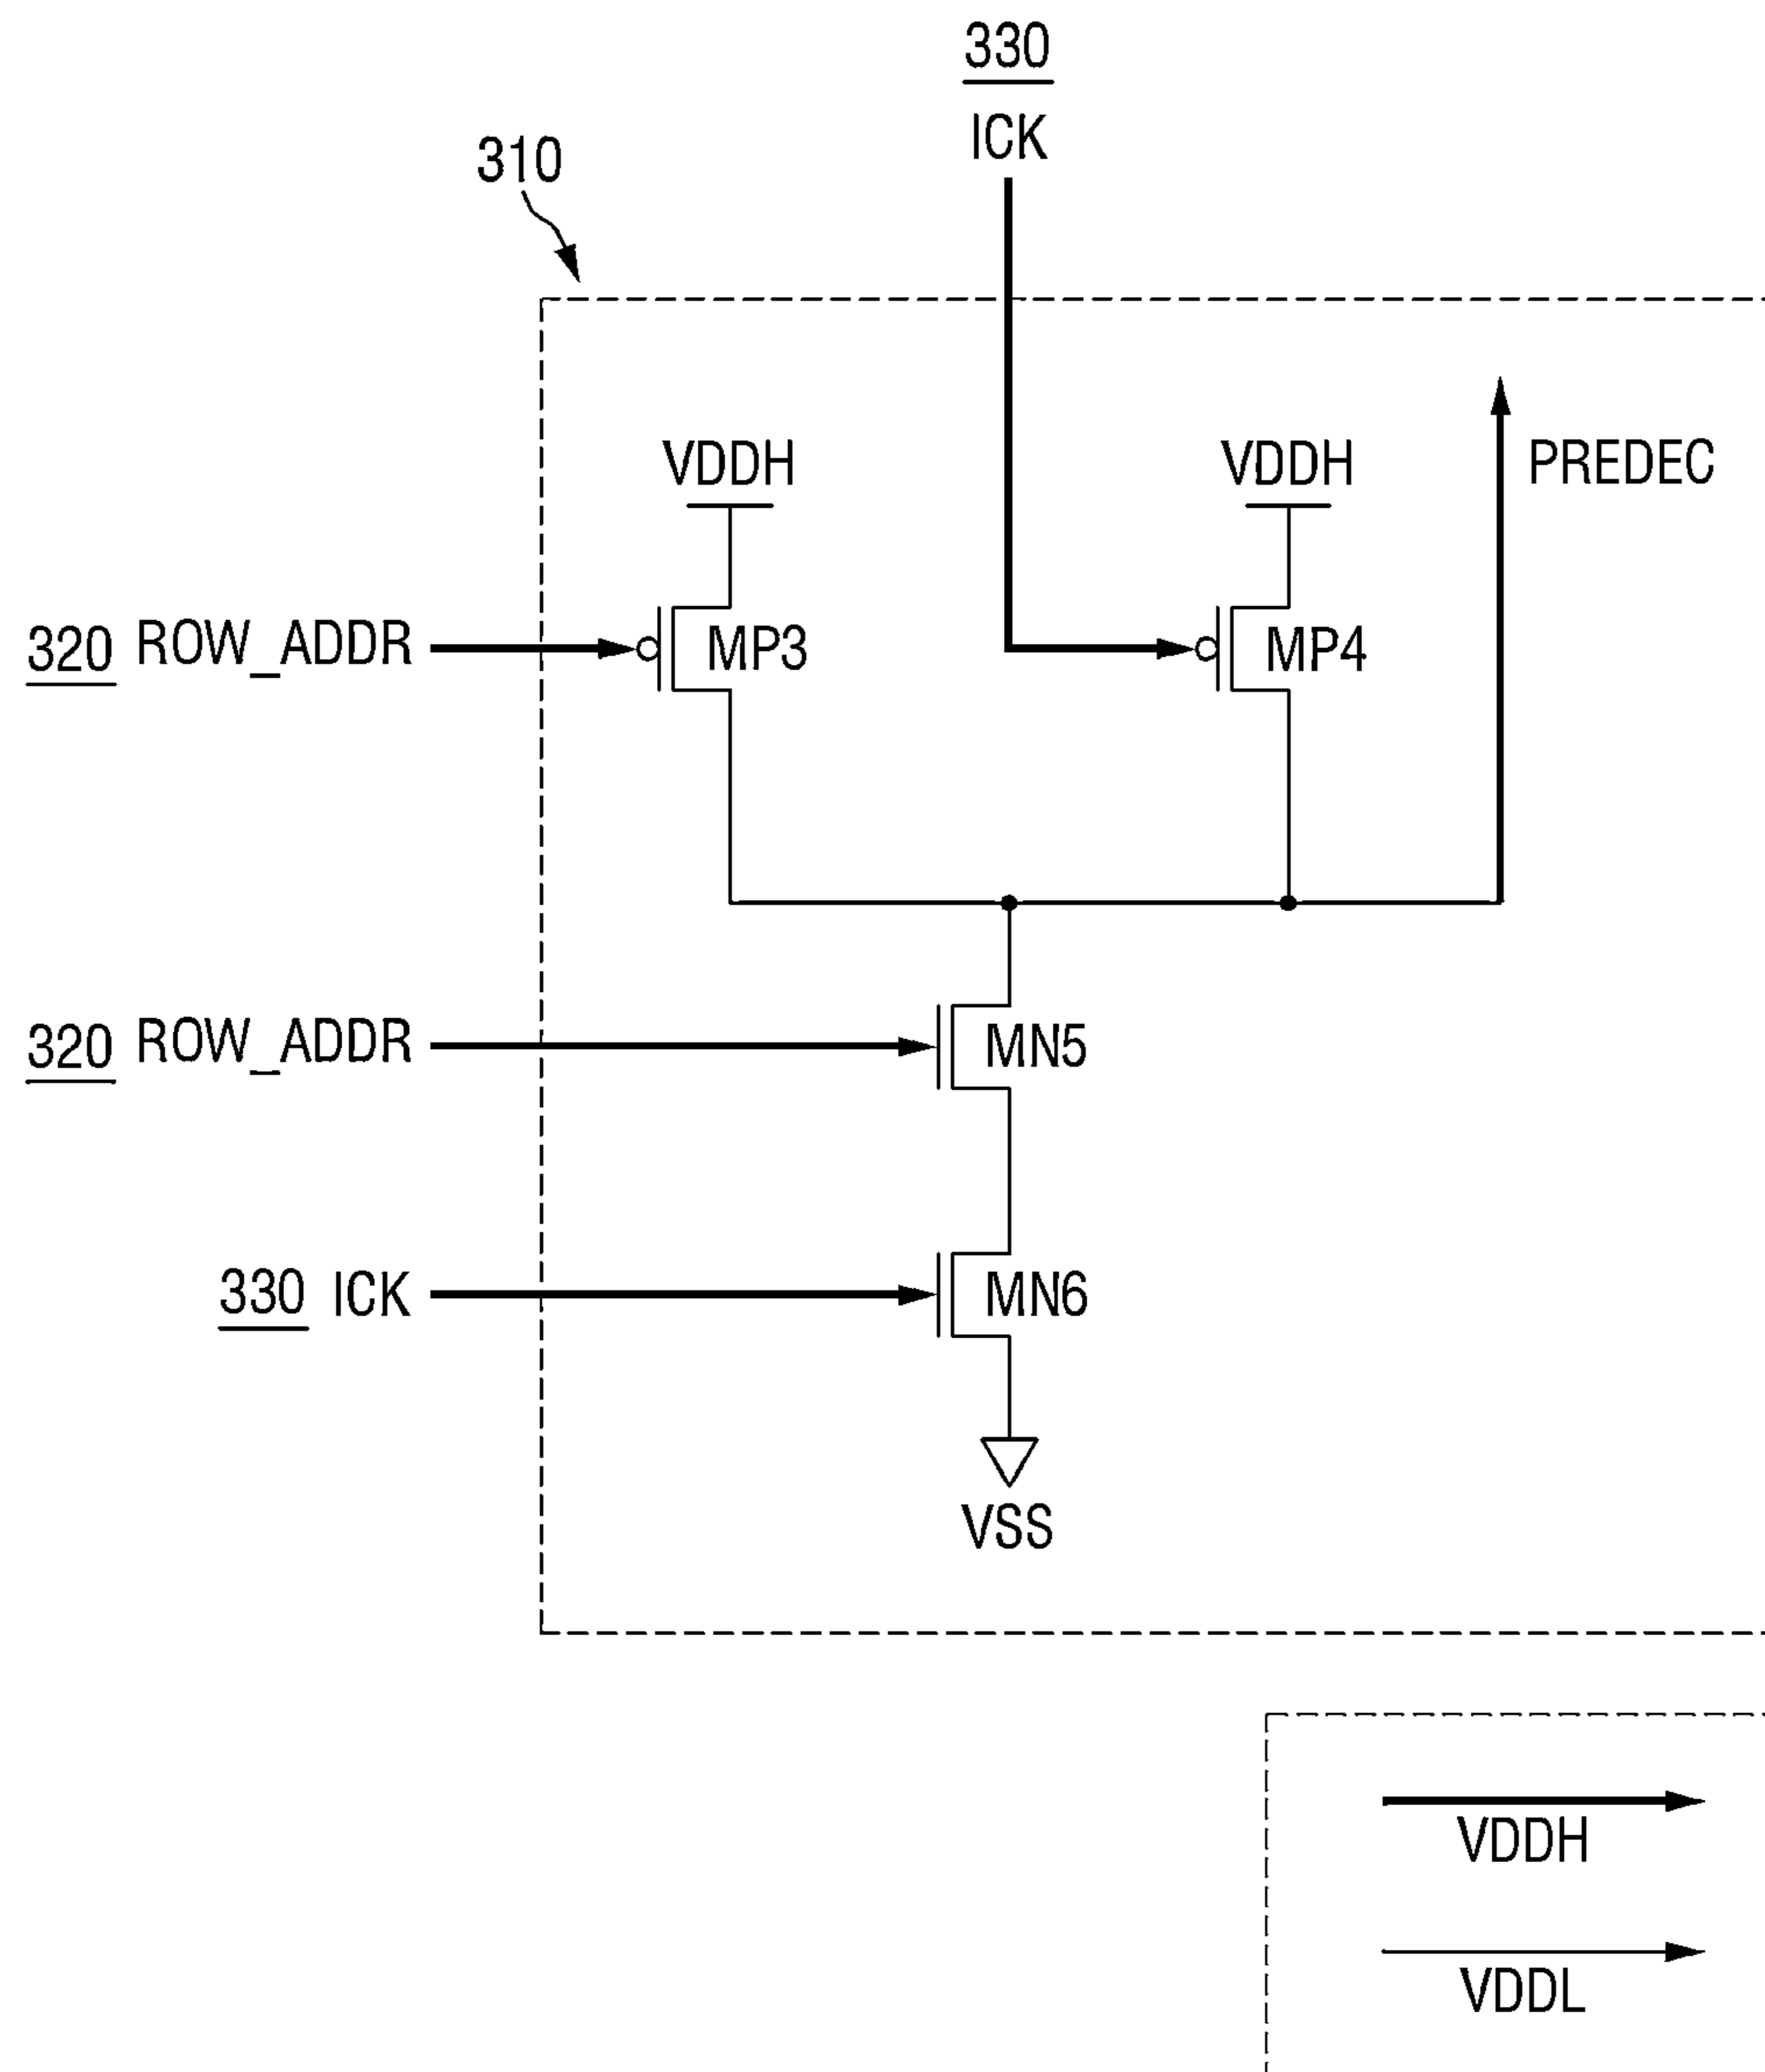 330
ICK
310
VDDH
VDDH
PREDEC
320 ROW_ADDR
MP3
MP4
320 ROW_ADDR
MN5
330 ICK
MN6
VSS
VDDH
VDDL